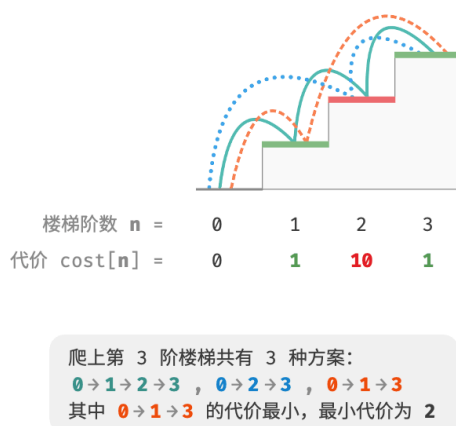 楼梯阶数 n = 0 1 2 3
代价 cost[n] = 0 1 10 1
爬上第 3 阶楼梯共有 3 种方案：
0→1→2→3 , 0→2→3 , 0→1→3
其中 0→1→3 的代价最小，最小代价为 2